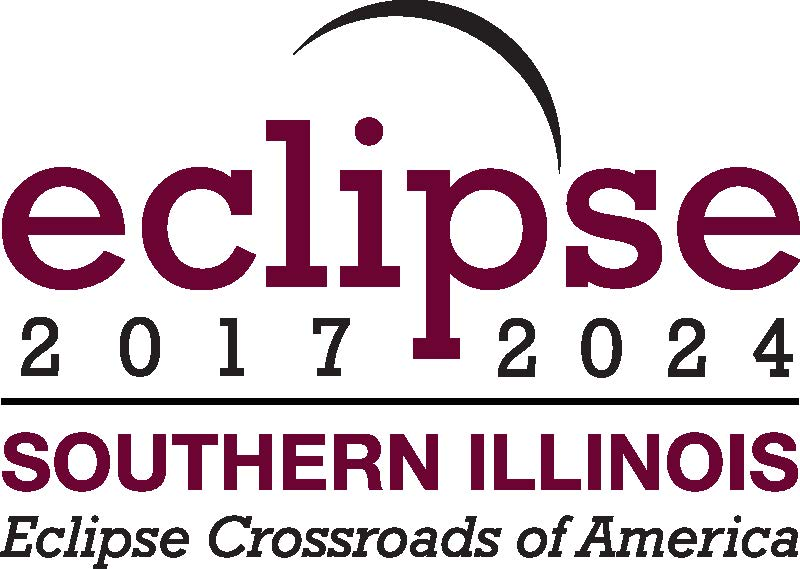 eclipse
2017 2024
SOUTHERN ILLINOIS
Eclipse Crossroads of America